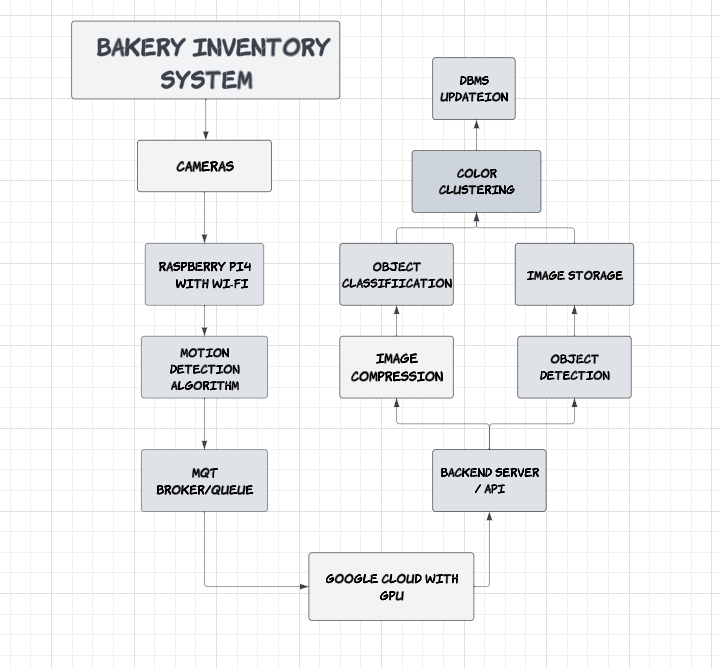 BAKERY INVENTORY
SYSTEM
CAMERAS
RASPBERRY PI4
WITH WI-FI
MOTION
DETECTION
ALGORITHM
MQT
BROKER/QUEUE
GOOGLE CLOUD WITH
GPU
BACKEND SERVER
/ API
IMAGE
COMPRESSION
OBJECT
DETECTION
OBJECT
CLASSIFIICATION
IMAGE STORAGE
COLOR
CLUSTERING
DBMS
UPDATEION